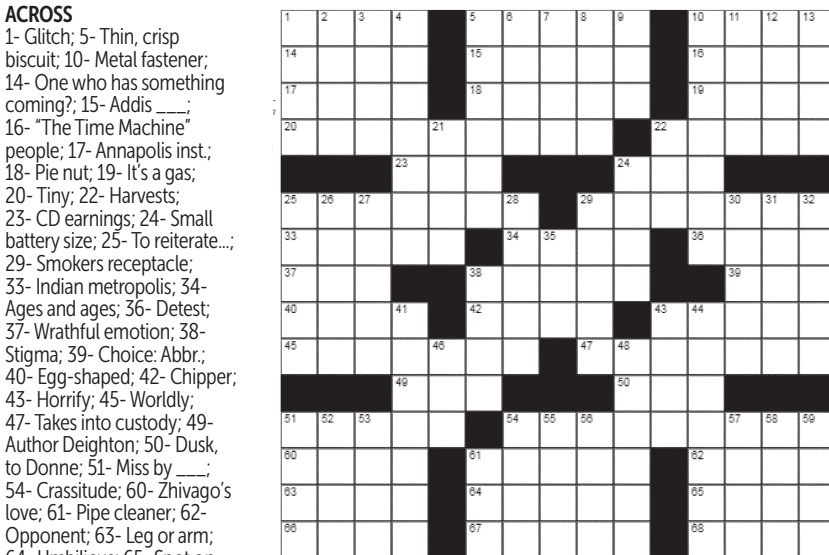 ACROSS
1- Glitch; 5- Thin, crisp
biscuit; 10- Metal fastener;
14- One who has something
coming?; 15- Addis ___;
16- “The Time Machine”
people; 17- Annapolis inst.;
18- Pie nut; 19- It’s a gas;
20- Tiny; 22- Harvests;
23- CD earnings; 24- Small
battery size; 25- To reiterate...;
29- Smokers receptacle;
33- Indian metropolis; 34-
Ages and ages; 36- Detest;
37- Wrathful emotion; 38-
Stigma; 39- Choice: Abbr.;
40- Egg-shaped; 42- Chipper;
43- Horrify; 45- Worldly;
47- Takes into custody; 49-
Author Deighton; 50- Dusk,
to Donne; 51- Miss by ___;
54- Crassitude; 60- Zhivago’s
love; 61- Pipe cleaner; 62-
Opponent; 63- Leg or arm;
64- Umbilicus; 65- Spot on
1 2 3 4 5 6 7 8 9 10 11 12 13
14 15 16
17 18 19
20 21 22
23 24
25 26 27 28 29 30 31 32
33 34 35 36
37 38 39
40 41 42 43 44
45 46 47 48
49 50
51 52 53 54 55 56 57 58 59
60 61 62
63 64 65
66 67 68